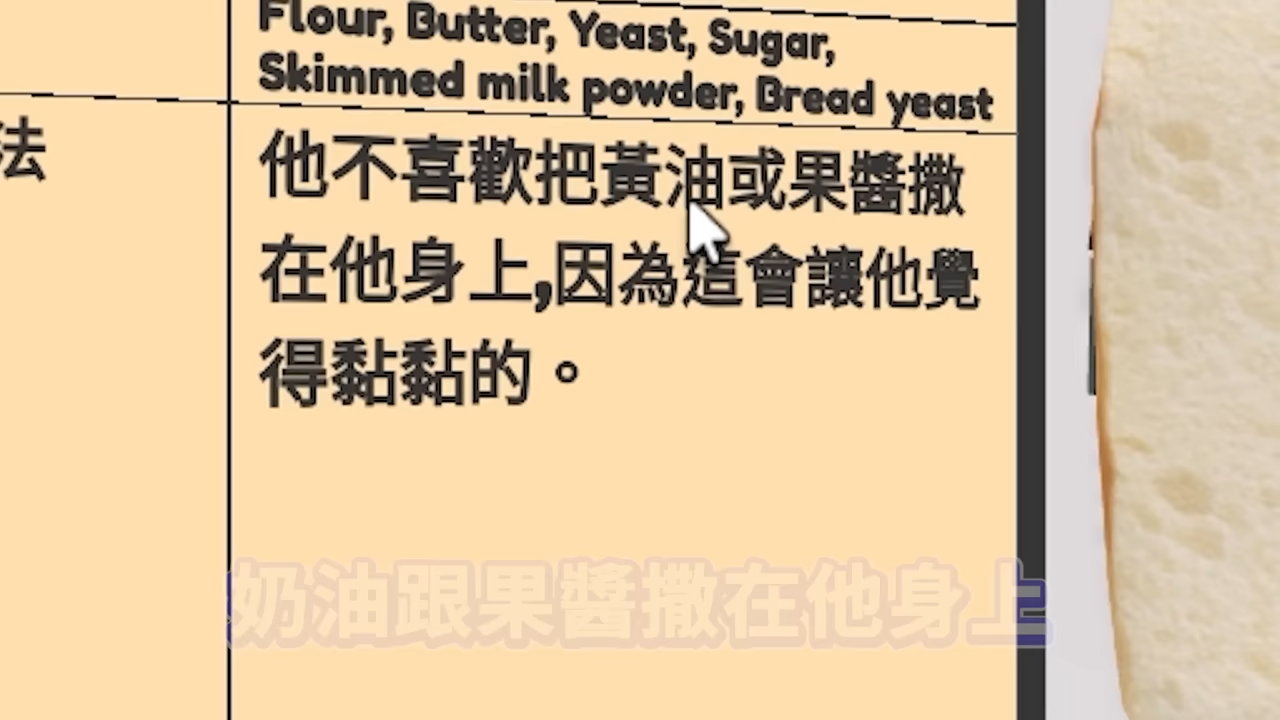 Flour, Butter, Yeast, Sugar,
Skimmed milk powder, Bread yeast
法
他不喜歡把黃油或果醬撒
在他身上,因為這會讓他覺
得黏黏的。
奶油跟果醬撒在他身上